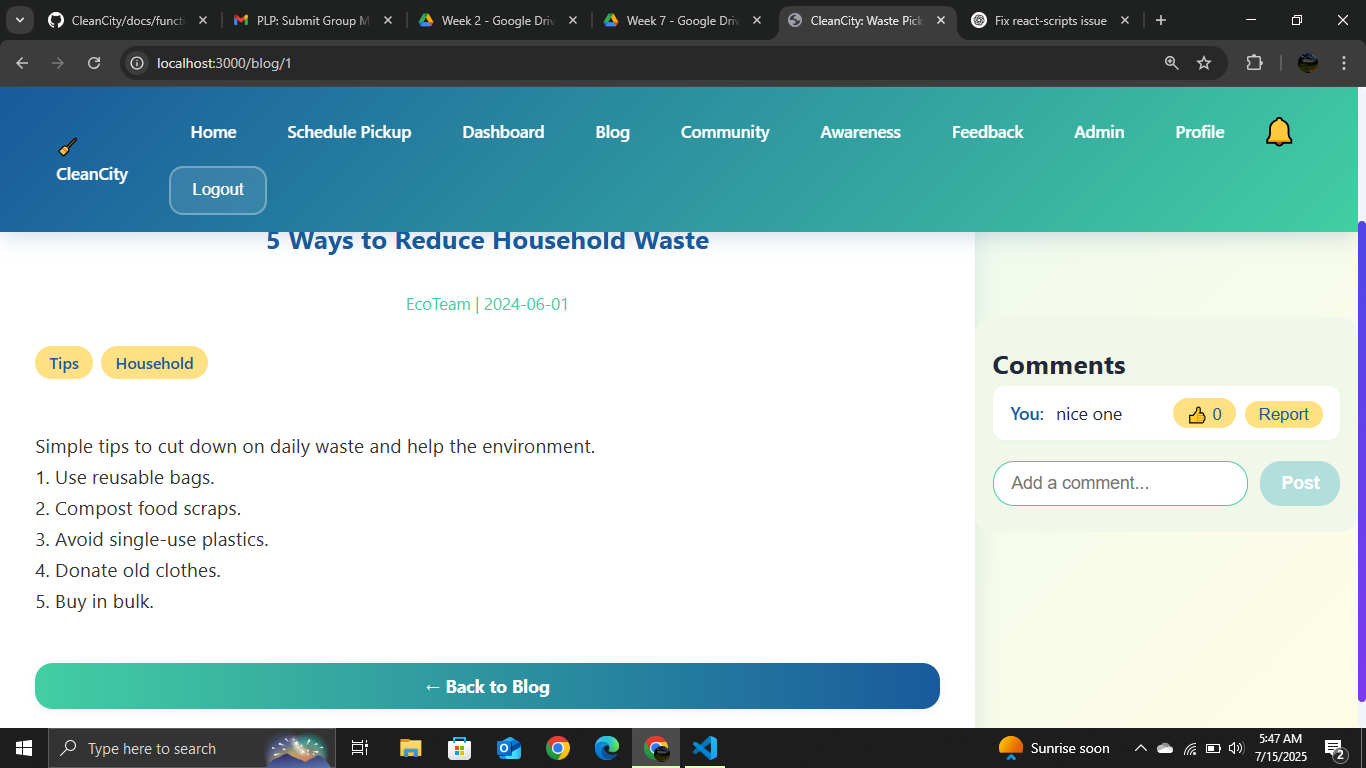 CleanCity/docs/functi
PLP: Submit Group M
Week 2 - Google Driv
Week 7 - Google Driv
CleanCity: Waste Pick
Fix react-scripts issue
localhost:3000/blog/1
CleanCity
Home
Schedule Pickup
Dashboard
Blog
Community
Awareness
Feedback
Admin
Profile
Logout
5 Ways to Reduce Household Waste
EcoTeam | 2024-06-01
Tips
Household
Simple tips to cut down on daily waste and help the environment.
1. Use reusable bags.
2. Compost food scraps.
3. Avoid single-use plastics.
4. Donate old clothes.
5. Buy in bulk.
← Back to Blog
Comments
You: nice one
👍 0
Report
Add a comment...
Post
Type here to search
Sunrise soon
5:47 AM
7/15/2025
2